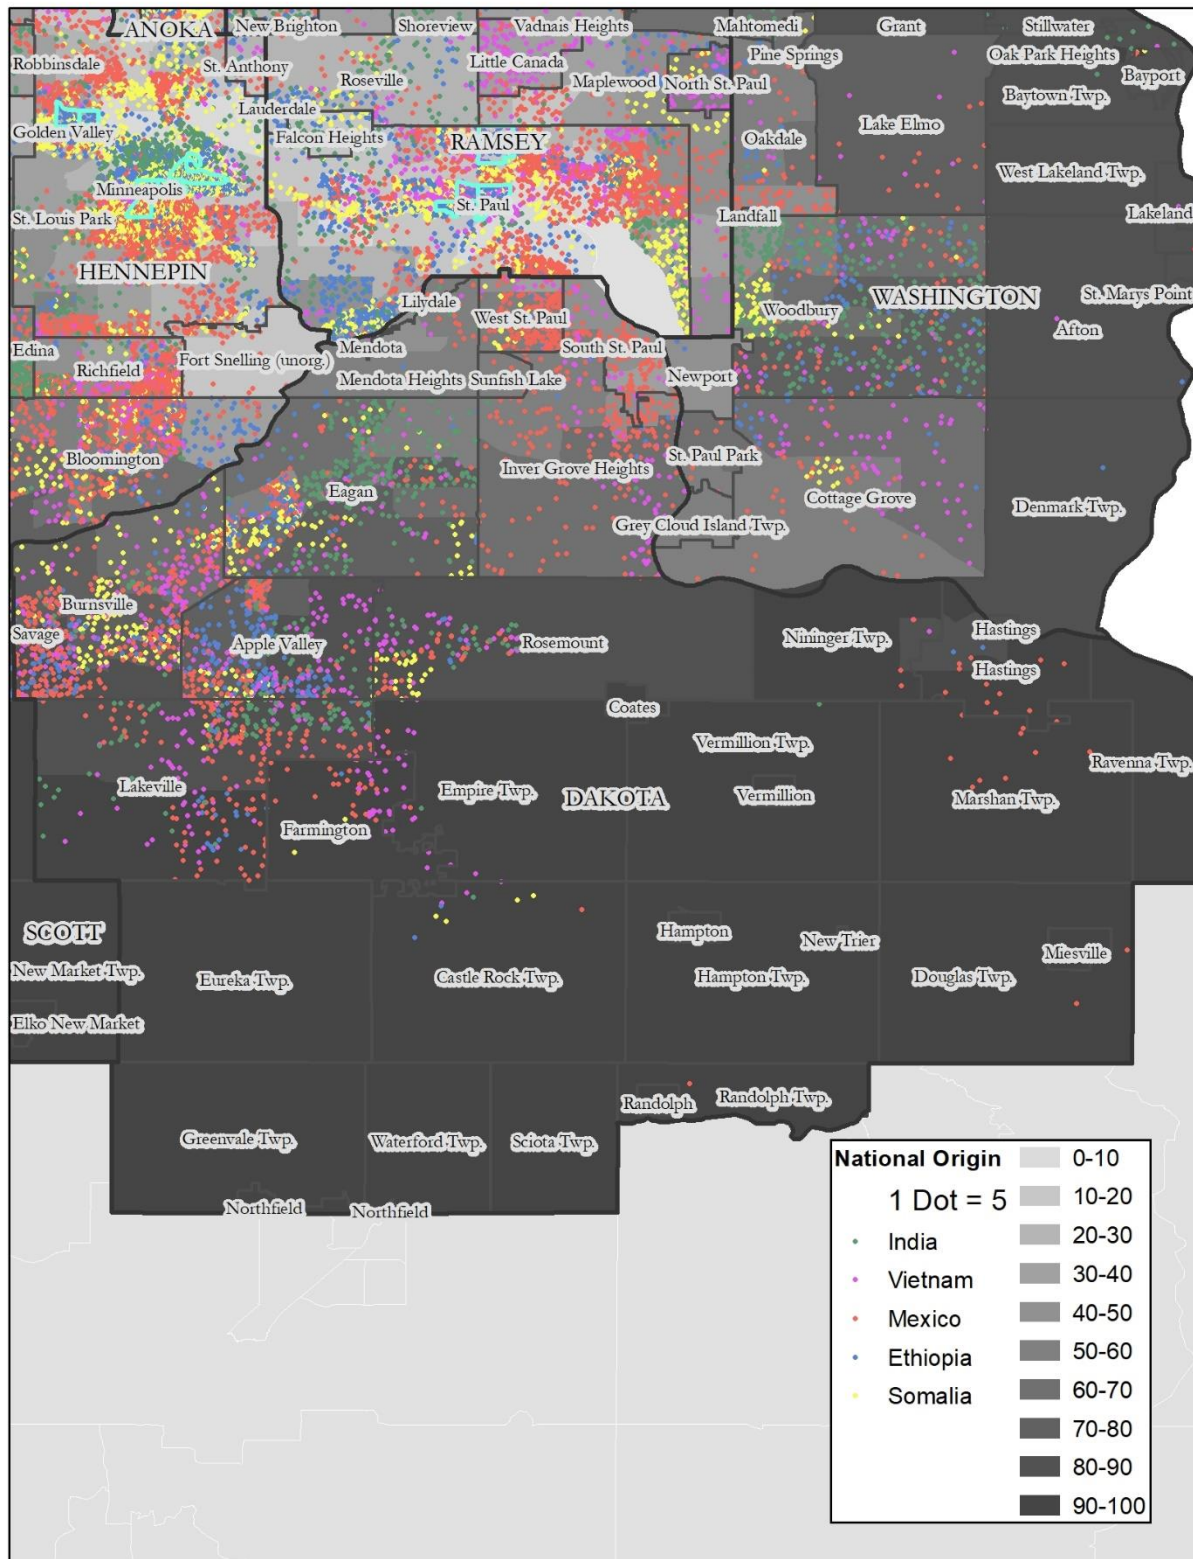 ANOKA
New Brighton
Shoreview
Vadnais Heights
Mahtomedi
Grant
Stillwater
Robbinsdale
St. Anthony
Roseville
Little Canada
Maplewood
North St. Paul
Pine Springs
Oak Park Heights
Bayport
Baytown Twp.
Golden Valley
Lauderdale
Falcon Heights
RAMSEY
Oakdale
Lake Elmo
West Lakeland Twp.
Minneapolis
St. Paul
St. Louis Park
Landfall
Lakeland
HENNEPIN
Lilydale
West St. Paul
Woodbury
WASHINGTON
St. Marys Point
Afton
Edina
Richfield
Fort Snelling (unorg.)
Mendota
Mendota Heights
Sunfish Lake
South St. Paul
Newport
Bloomington
Eagan
Inver Grove Heights
St. Paul Park
Cottage Grove
Denmark Twp.
Grey Cloud Island Twp.
Burnsville
Savage
Apple Valley
Rosemount
Nininger Twp.
Hastings
Hastings
Coates
Vermillion Twp.
Ravenna Twp.
Lakeville
Empire Twp.
DAKOTA
Vermillion
Marshan Twp.
Farmington
SCOTT
Hampton
New Trier
Miesville
New Market Twp.
Eureka Twp.
Castle Rock Twp.
Hampton Twp.
Douglas Twp.
Elko New Market
Randolph
Randolph Twp.
Greenvale Twp.
Waterford Twp.
Sciota Twp.
Northfield
Northfield
National Origin
1 Dot = 5
India
Vietnam
Mexico
Ethiopia
Somalia
0-10
10-20
20-30
30-40
40-50
50-60
60-70
70-80
80-90
90-100